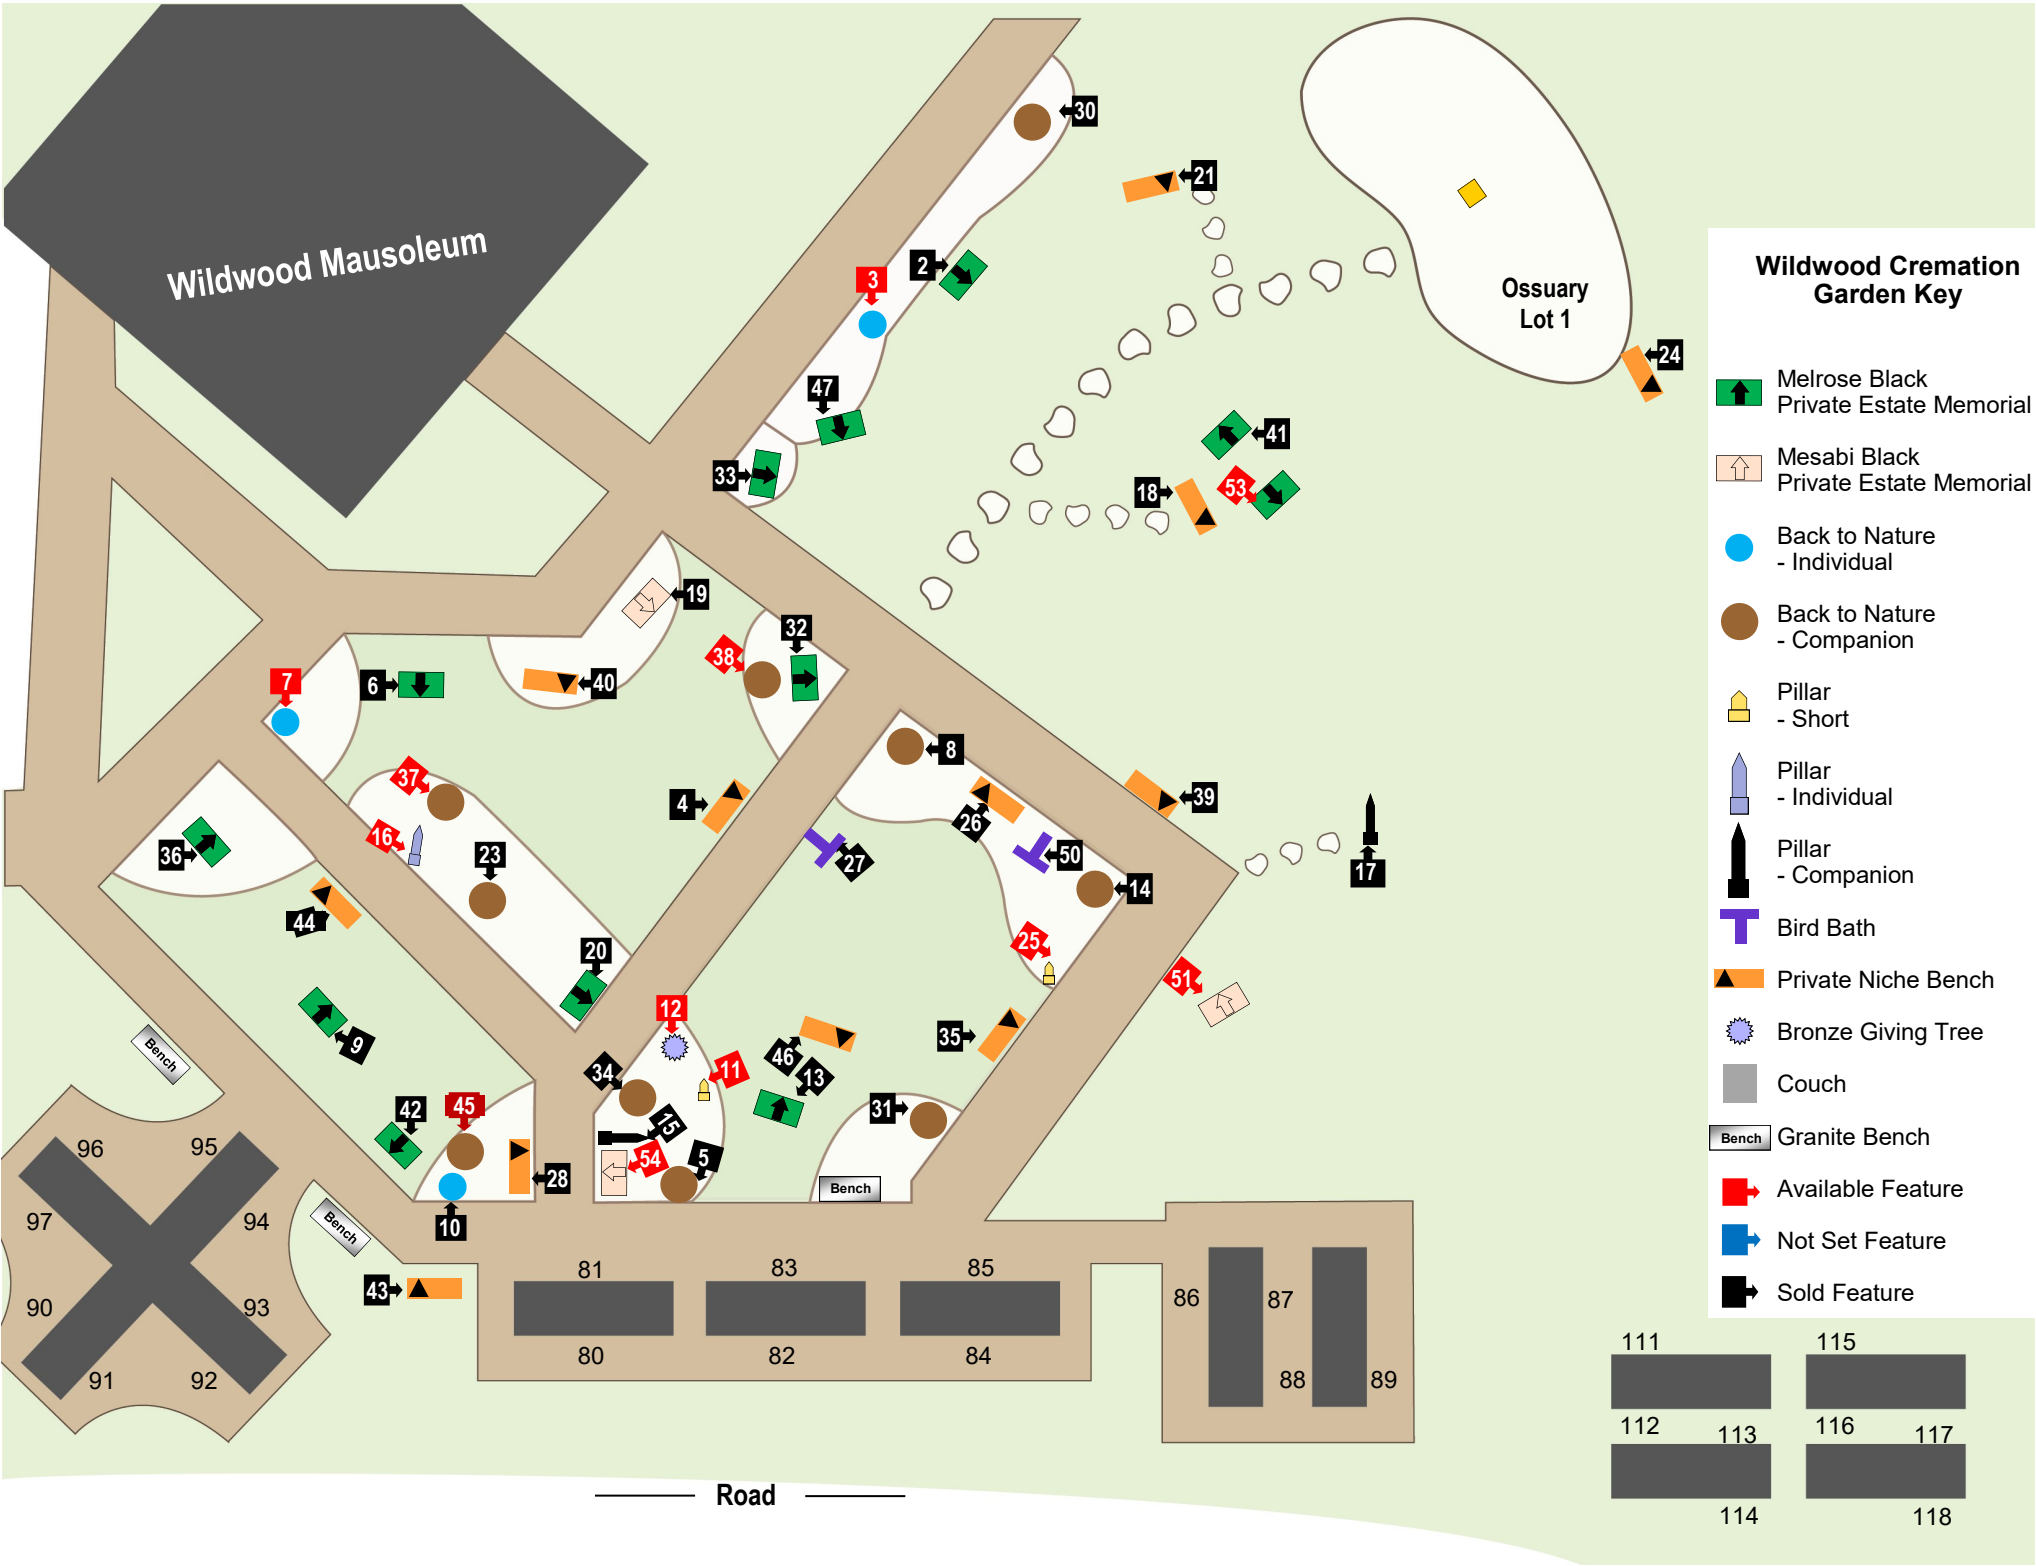 30
21
Wildwood Mausoleum
2
3
Ossuary
Lot 1
24
47
41
33
18
53
19
32
38
7
6
40
8
37
4
39
26
16
23
27
50
36
17
14
44
20
25
51
12
9
35
46
34
11
13
Bench
42
45
31
15
54
5
28
Bench
10
Bench
96
95
97
94
90
93
91
92
43
81
83
85
80
82
84
86
87
88
89
Wildwood Cremation
Garden Key
Melrose Black
Private Estate Memorial
Mesabi Black
Private Estate Memorial
Back to Nature
- Individual
Back to Nature
- Companion
Pillar
- Short
Pillar
- Individual
Pillar
- Companion
Bird Bath
Private Niche Bench
Bronze Giving Tree
Couch
Bench Granite Bench
Available Feature
Not Set Feature
Sold Feature
111
115
112
113
116
117
114
118
Road